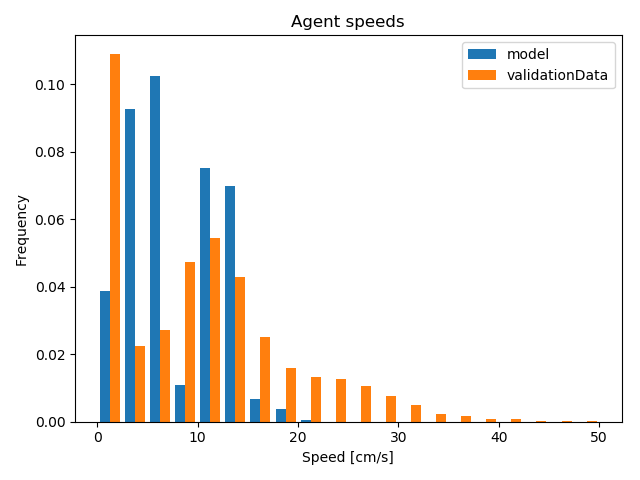 Agent speeds
model
validationData
0.10
0.08
0.06
0.04
0.02
0.00
Frequency
0
10
20
30
40
50
Speed [cm/s]